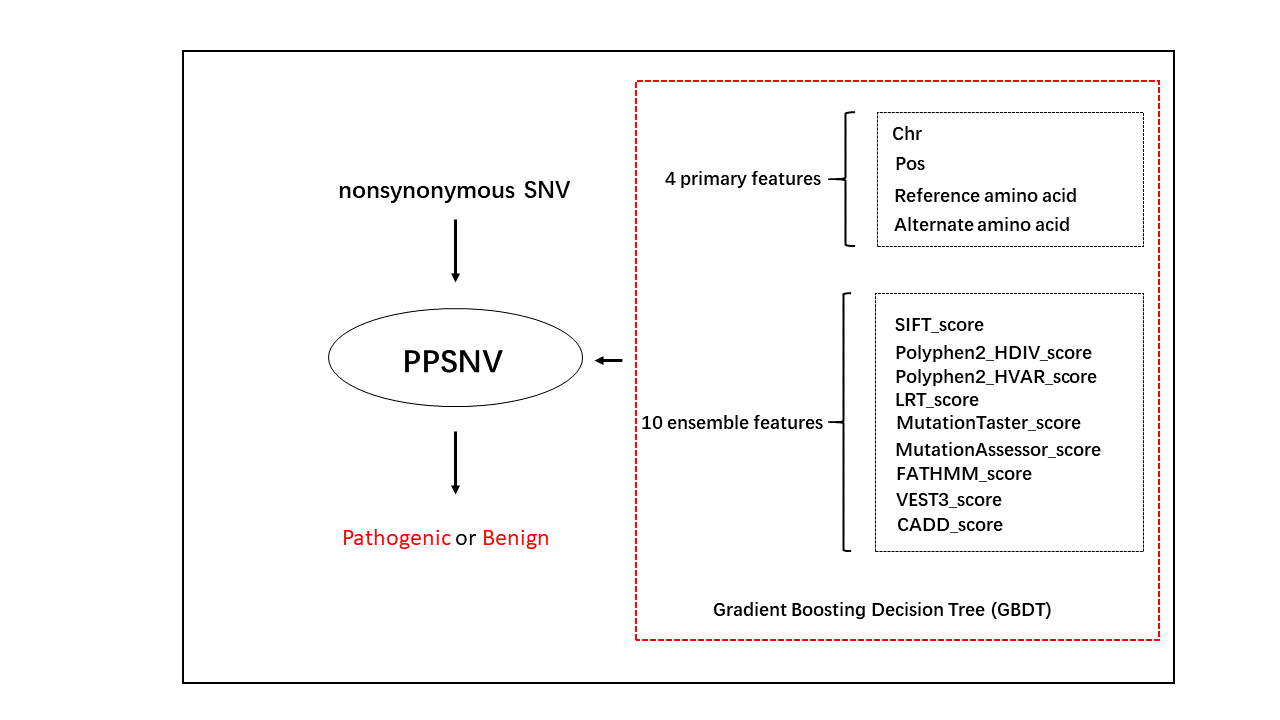 nonsynonymous SNV
PPSNV
Pathogenic or Benign
4 primary features
Chr
Pos
Reference amino acid
Alternate amino acid
10 ensemble features
SIFT_score
Polyphen2_HDIV_score
Polyphen2_HVAR_score
LRT_score
MutationTaster_score
MutationAssessor_score
FATHMM_score
VEST3_score
CADD_score
Gradient Boosting Decision Tree (GBDT)